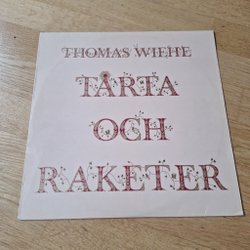 THOMAS WIEHE
TÅRTA
OCH
RAKETER